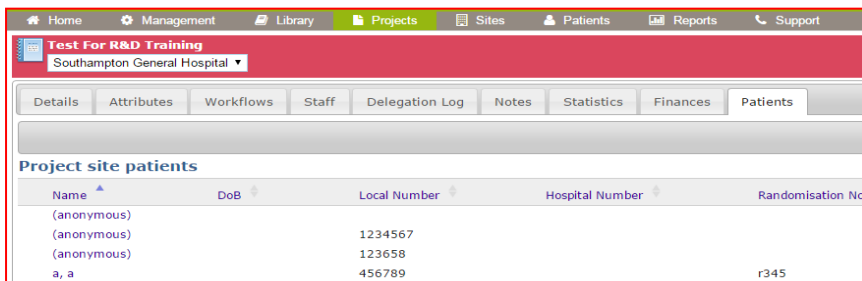 Home Management Library Projects Sites Patients Reports Support
Test For R&D Training
Southampton General Hospital
Details Attributes Workflows Staff Delegation Log Notes Statistics Finances Patients
Project site patients
Name DoB Local Number Hospital Number Randomisation No
(anonymous)
(anonymous) 1234567
(anonymous) 123658
a, a 456789 r345